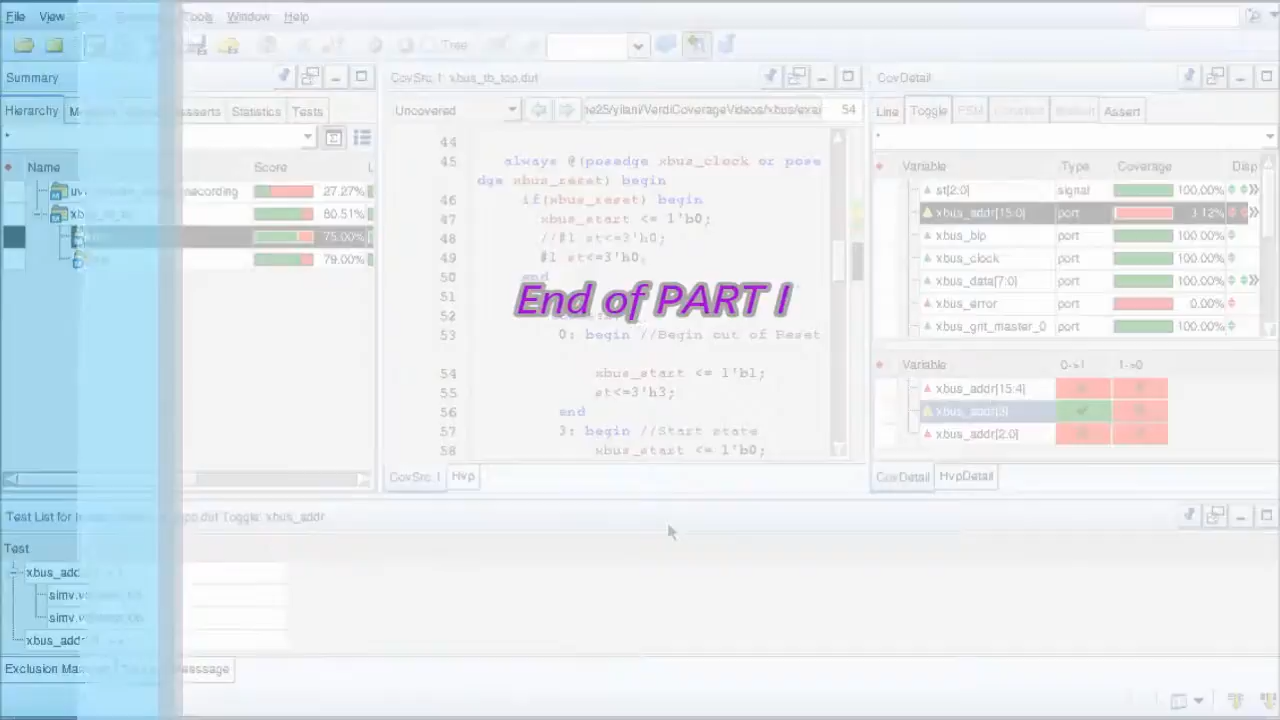 File View Tools Window Help
Tree
Summary
Hierarchy Asserts Statistics Tests
Name Score
27.27%
80.51%
75.00%
79.00%
CovSrc.1: xbus_tb_top.dut
Uncovered 54
44
45 always @(posedge xbus_clock or pose
dge xbus_reset) begin
46 if(xbus_reset) begin
47 xbus_start <= 1'b0;
48 //#1 st<=3'h0;
49 #1 st<=3'h0;
50 end
51
52
53 0: begin //Begin out of Reset
54 xbus_start <= 1'b1;
55 st<=3'h3;
56 end
57 3: begin //Start state
58 xbus_start <= 1'b0;
CovSrc.1 Hvp
End of PART I
CovDetail
Line Toggle FSM Condition Branch Assert
Variable Type Coverage Disp
st[2:0] signal 100.00%
xbus_addr[15:0] port 3.12%
xbus_bip port 100.00%
xbus_clock port 100.00%
xbus_data[7:0] port 100.00%
xbus_error port 0.00%
xbus_gnt_master_0 port 100.00%
Variable 0->1 1->0
xbus_addr[15:4]
xbus_addr[3]
xbus_addr[2:0]
CovDetail HvpDetail
Test List for Toggle: xbus_addr
Test
Exclusion Message